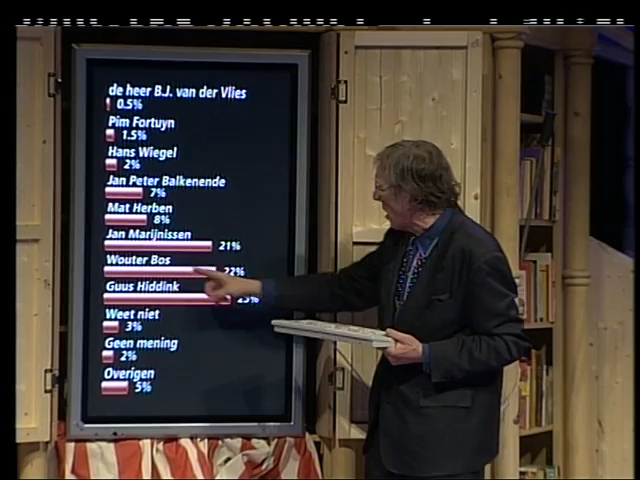 de heer B.J. van der Vlies
0.5%
Pim Fortuyn
1.5%
Hans Wiegel
2%
Jan Peter Balkenende
7%
Mat Herben
8%
Jan Marijnissen
21%
Wouter Bos
22%
Guus Hiddink
Weet niet
3%
Geen mening
2%
Overigen
5%